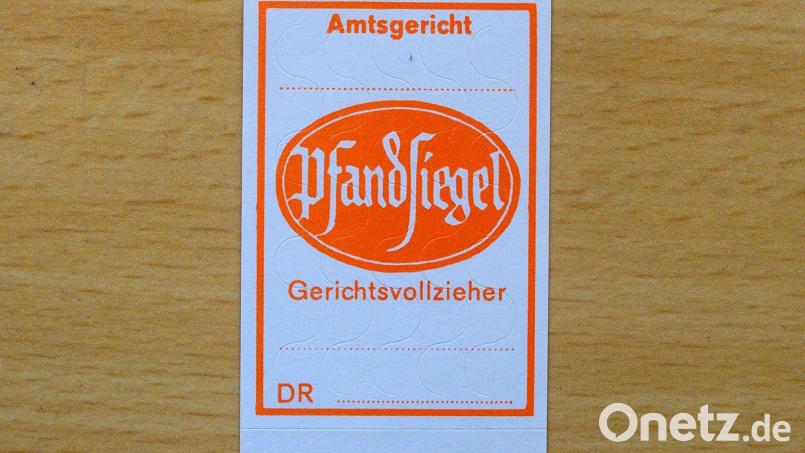 Amtsgericht
Pfandsiegel
Gerichtsvollzieher
DR
Onetz.de